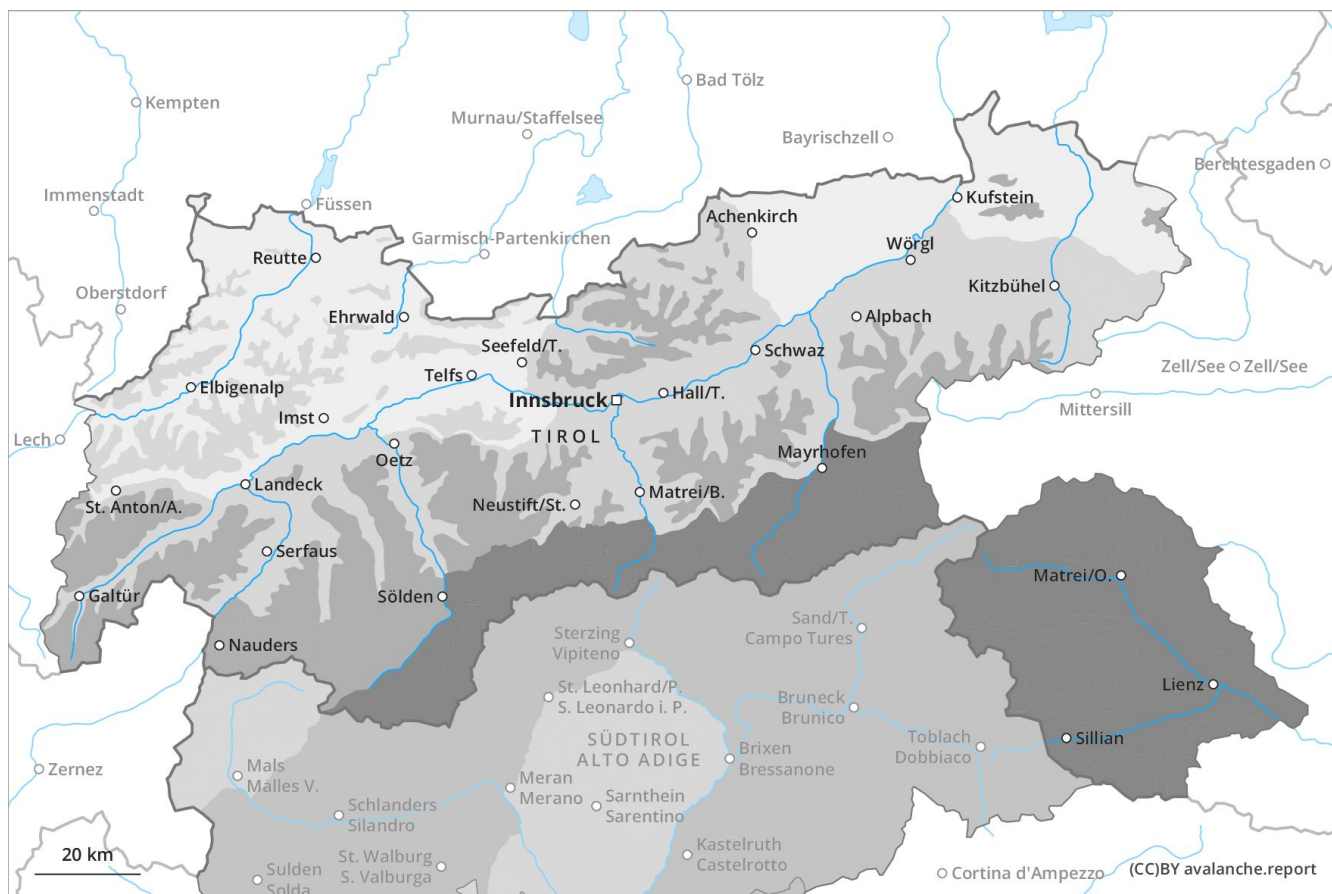 Bad Tölz
Kempten
Murnau/Staffelsee
Bayrischzell
Berchtesgaden
Immenstadt
Füssen
Kufstein
Achenkirch
Garmisch-Partenkirchen
Wörgl
Reutte
Oberstdorf
Kitzbühel
Ehrwald
Alpbach
Seefeld/T.
Schwaz
Zell/See
Zell/See
Telfs
Elbigenalp
Innsbruck
Hall/T.
Mittersill
Imst
TIROL
Lech
Oetz
Mayrhofen
Landeck
Matrei/B.
St. Anton/A.
Neustift/St.
Serfaus
Matrei/O.
Galtür
Sölden
Sand/T.
Campo Tures
Sterzing
Vipiteno
Nauders
Lienz
St. Leonhard/P.
S. Leonardo i. P.
Bruneck
Brunico
SÜDTIROL
ALTO ADIGE
Toblach
Dobbiaco
Sillian
Brixen
Bressanone
Zernez
Mals
Malles V.
Meran
Merano
Sarnthein
Sarentino
Schlanders
Silandro
Kastelruth
Castelrotto
20 km
St. Walburg
S. Valburga
Sulden
Solda
Cortina d'Ampezzo
(CC)BY avalanche.report